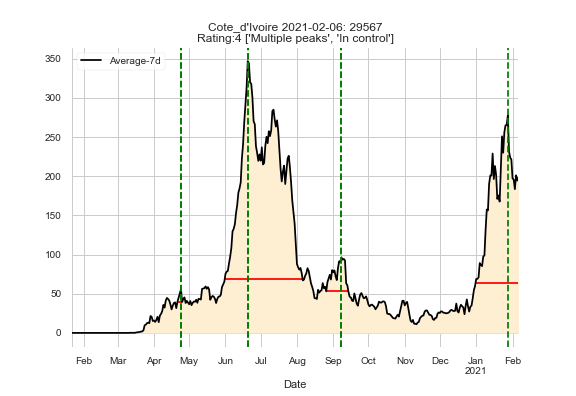 Cote_d'Ivoire 2021-02-06: 29567
Rating:4 ['Multiple peaks', 'In control']
Average-7d
350
300
250
200
150
100
50
0
Feb Mar Apr May Jun Jul Aug Sep Oct Nov Dec Jan Feb
2021
Date